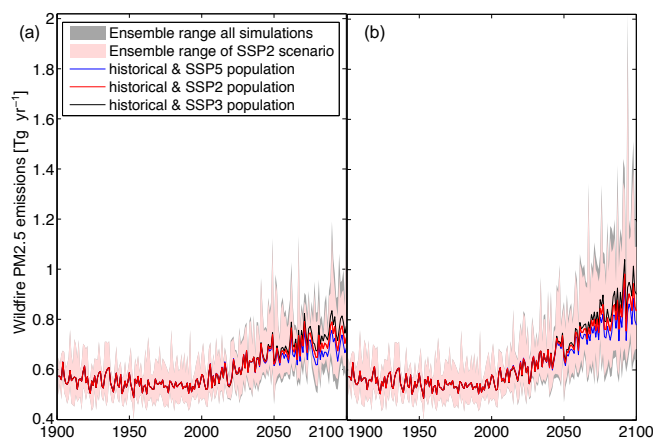 (a)
Ensemble range all simulations
Ensemble range of SSP2 scenario
historical & SSP5 population
historical & SSP2 population
historical & SSP3 population
(b)
Wildfire PM2.5 emissions [Tg yr⁻¹]
2
1.8
1.6
1.4
1.2
1
0.8
0.6
0.4
1900 1950 2000 2050 2100 1900 1950 2000 2050 2100